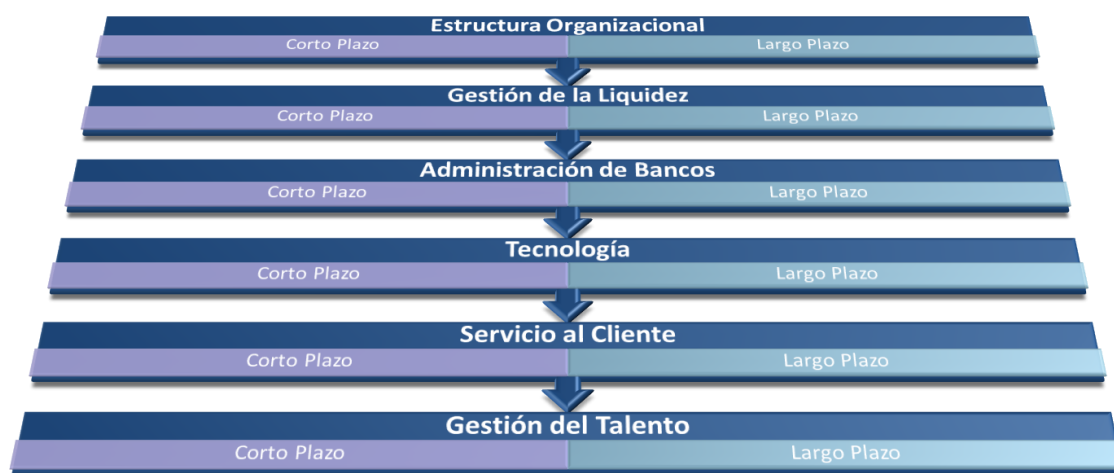 Estructura Organizacional
Corto Plazo Largo Plazo
Gestión de la Liquidez
Corto Plazo Largo Plazo
Administración de Bancos
Corto Plazo Largo Plazo
Tecnología
Corto Plazo Largo Plazo
Servicio al Cliente
Corto Plazo Largo Plazo
Gestión del Talento
Corto Plazo Largo Plazo